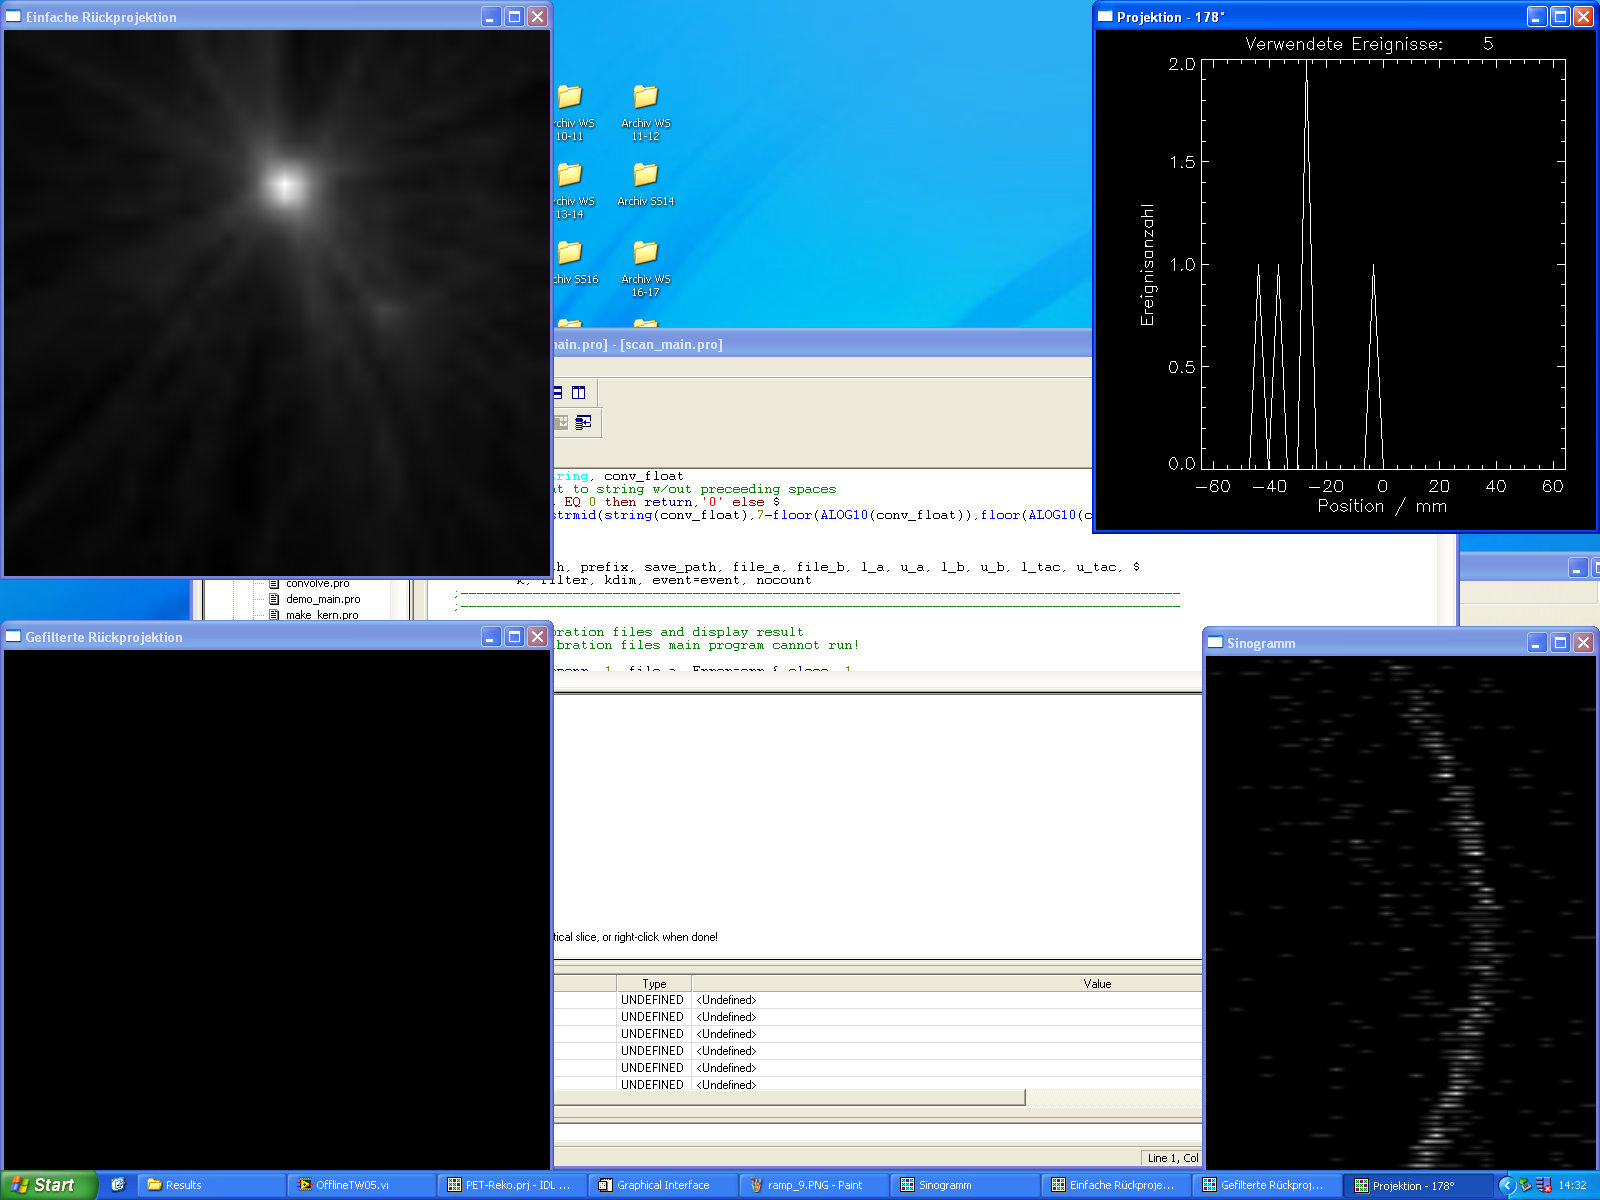 Einfache Rückprojektion
Projektion - 178°
Verwendete Ereignisse: 5
2.0
1.5
1.0
0.5
0.0
Ereignisanzahl
−60 −40 −20 0 20 40 60
Position / mm
rchiv WS
10-11
Archiv WS
11-12
rchiv WS
13-14
Archiv SS14
chiv SS16
Archiv WS
16-17
main.pro] - [scan_main.pro]
ring, conv_float
at to string w/out preceeding spaces
EQ 0 then return,'0' else $
strmid(string(conv_float),7-floor(ALOG10(conv_float)),floor(ALOG10(c
h, prefix, save_path, file_a, file_b, l_a, u_a, l_b, u_b, l_tac, u_tac, $
k, filter, kdim, event=event, nocount
convolve.pro
demo_main.pro
make_kern.pro
bration files and display result
ibration files main program cannot run!
Gefilterte Rückprojektion
Sinogramm
tical slice, or right-click when done!
Type Value
UNDEFINED <Undefined>
UNDEFINED <Undefined>
UNDEFINED <Undefined>
UNDEFINED <Undefined>
UNDEFINED <Undefined>
UNDEFINED <Undefined>
Line 1, Col
Start
Results
OfflineTW05.vi
PET-Reko.prj - IDL ...
Graphical Interface
ramp_9.PNG - Paint
Sinogramm
Einfache Rückproje...
Gefilterte Rückproj...
Projektion - 178°
14:32